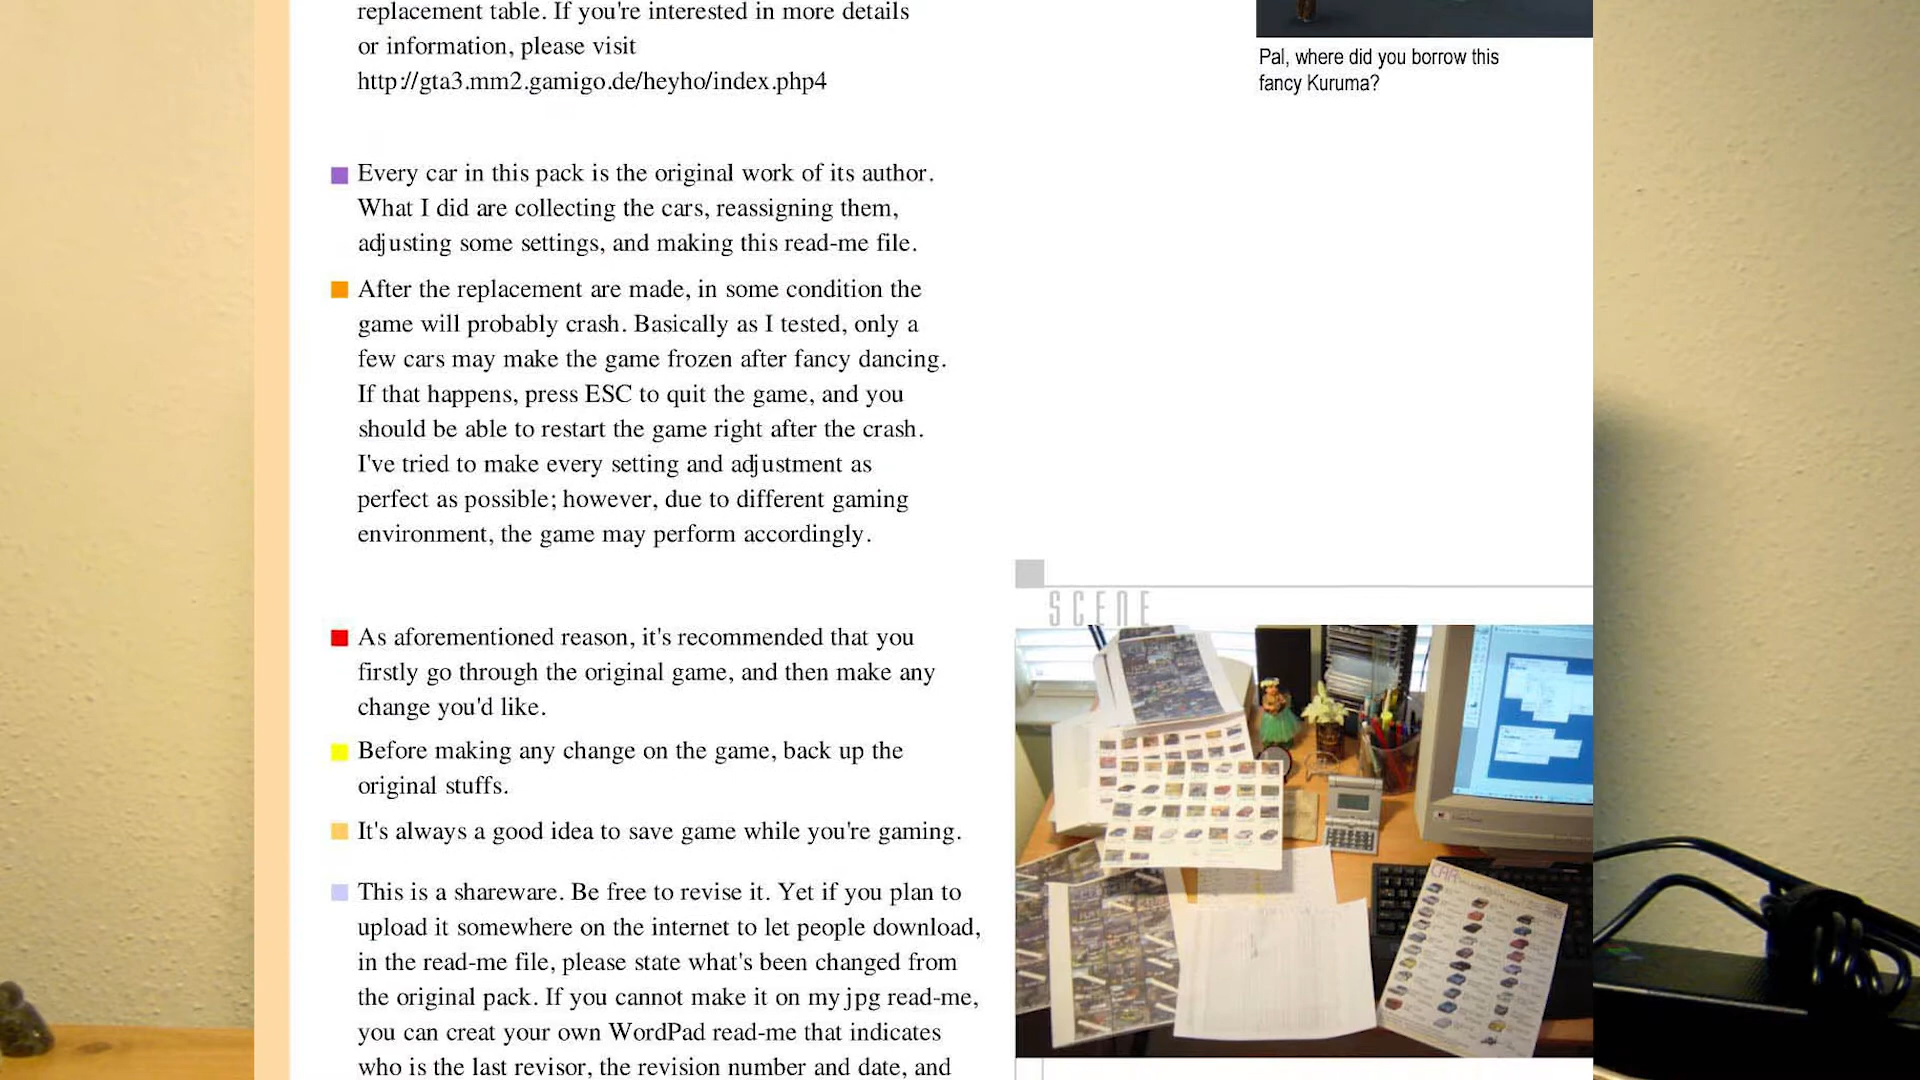 replacement table. If you're interested in more details
or information, please visit
http://gta3.mm2.gamigo.de/heyho/index.php4
Pal, where did you borrow this
fancy Kuruma?
Every car in this pack is the original work of its author.
What I did are collecting the cars, reassigning them,
adjusting some settings, and making this read-me file.
After the replacement are made, in some condition the
game will probably crash. Basically as I tested, only a
few cars may make the game frozen after fancy dancing.
If that happens, press ESC to quit the game, and you
should be able to restart the game right after the crash.
I've tried to make every setting and adjustment as
perfect as possible; however, due to different gaming
environment, the game may perform accordingly.
As aforementioned reason, it's recommended that you
firstly go through the original game, and then make any
change you'd like.
Before making any change on the game, back up the
original stuffs.
It's always a good idea to save game while you're gaming.
This is a shareware. Be free to revise it. Yet if you plan to
upload it somewhere on the internet to let people download,
in the read-me file, please state what's been changed from
the original pack. If you cannot make it on my jpg read-me,
you can creat your own WordPad read-me that indicates
who is the last revisor, the revision number and date, and
SCENE
CAR